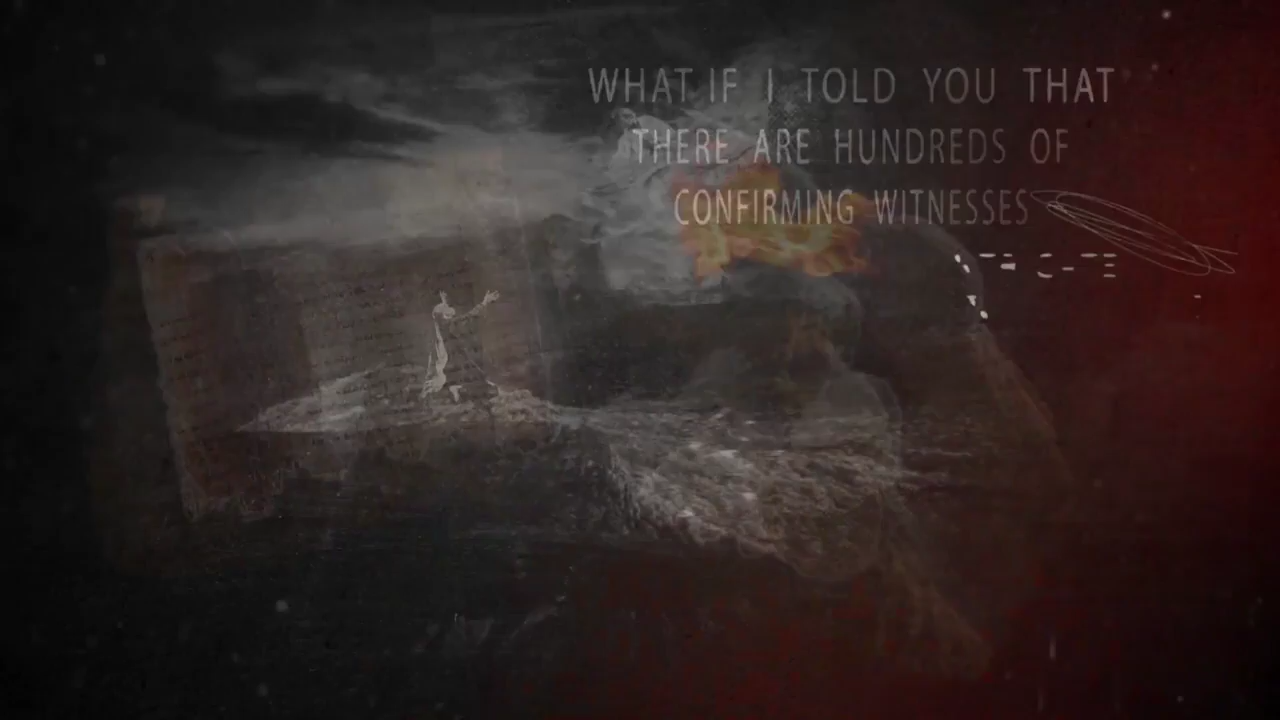 WHAT IF I TOLD YOU THAT
THERE ARE HUNDREDS OF
CONFIRMING WITNESSES